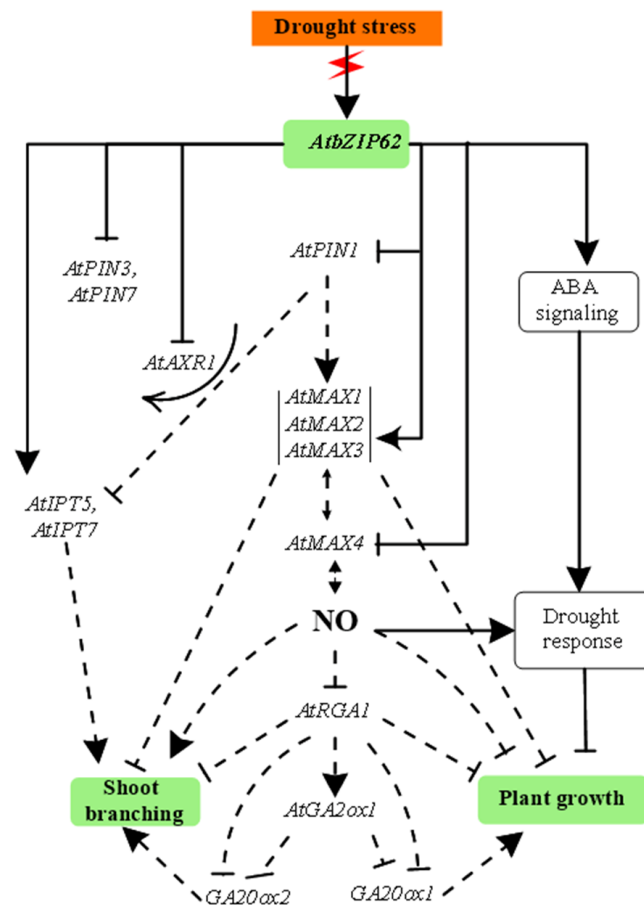 Drought stress
AtbZIP62
AtPIN3,
AtPIN7
AtPIN1
ABA
signaling
AtAXR1
AtMAX1
AtMAX2
AtMAX3
AtIPT5,
AtIPT7
AtMAX4
NO
Drought
response
AtRGA1
Shoot
branching
AtGA2ox1
Plant growth
GA20ox2
GA20ox1